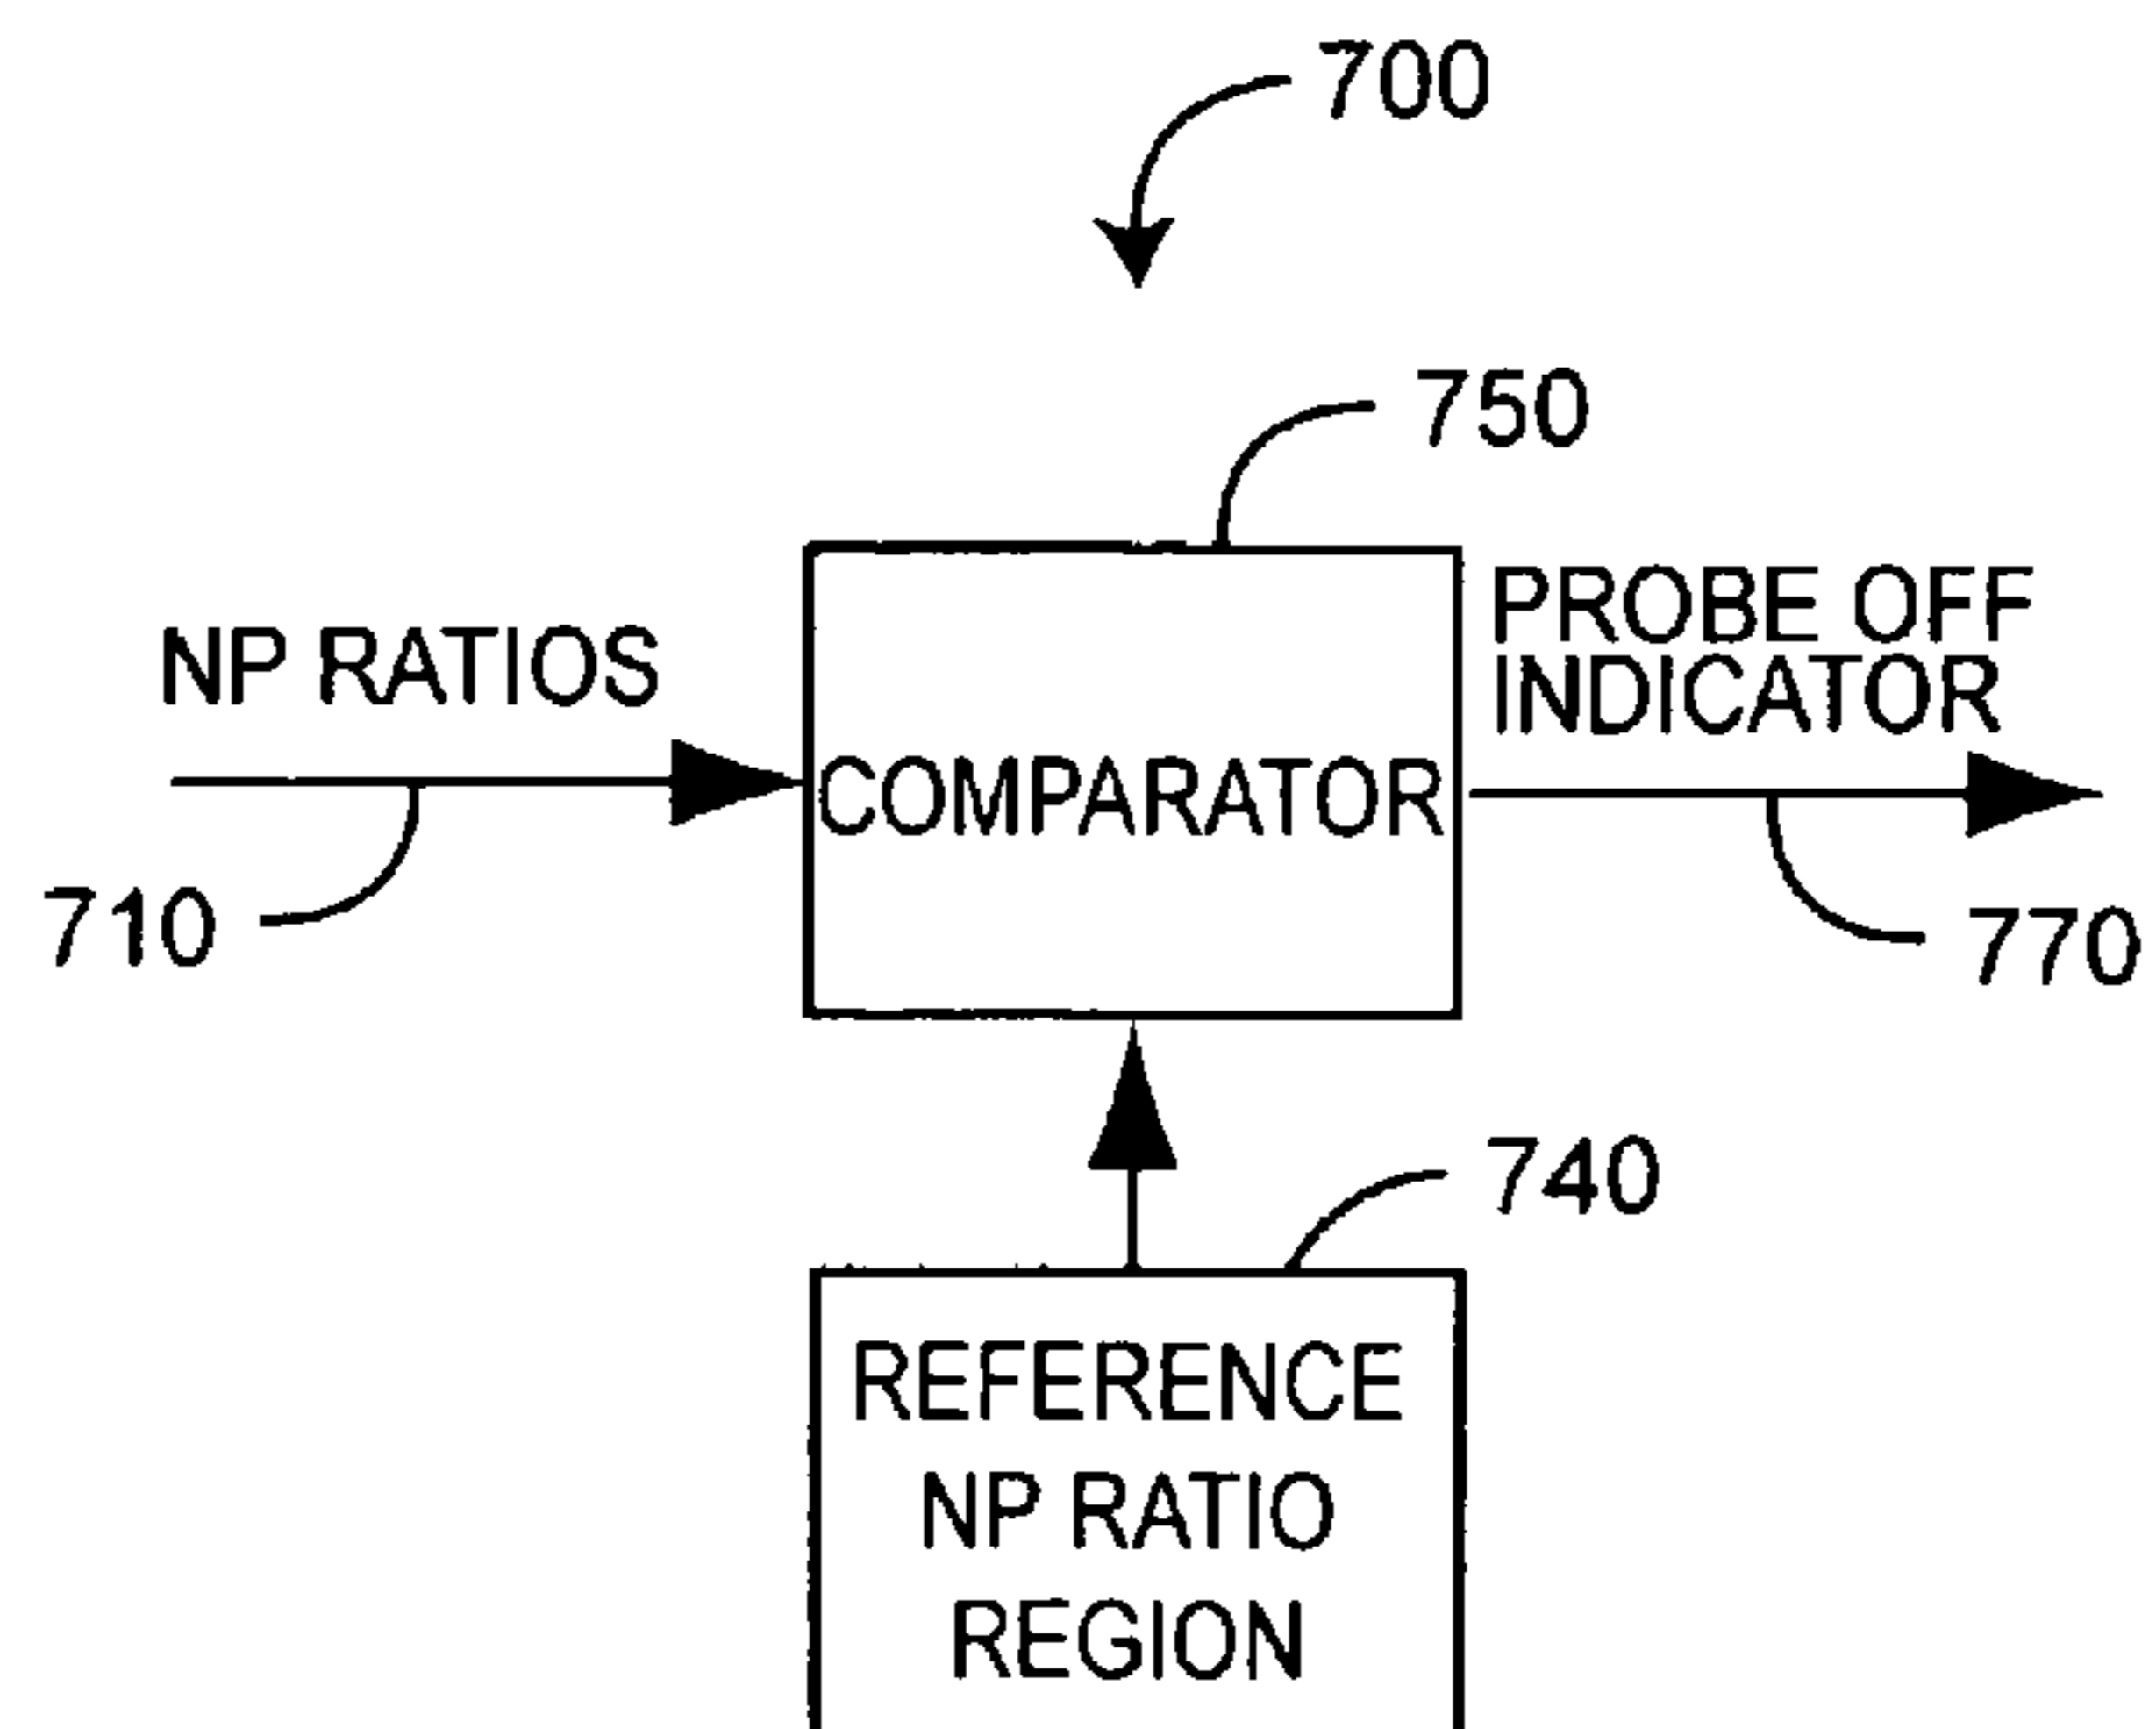 700
750
PROBE OFF
INDICATOR
NP RATIOS
COMPARATOR
710
770
740
REFERENCE
NP RATIO
REGION